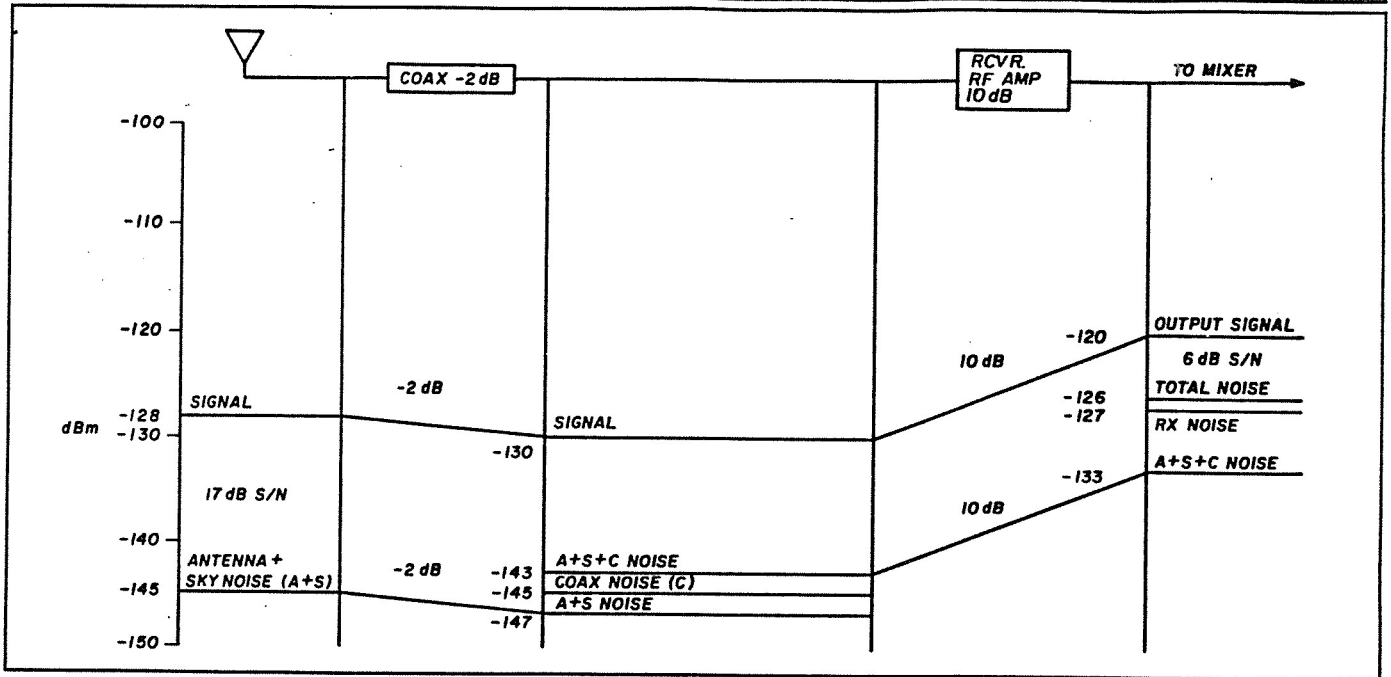 COAX -2 dB
RCVR.
RF AMP
10 dB
TO MIXER
-100
-110
-120
-128
dBm
-130
-140
-145
-150
SIGNAL
17 dB S/N
ANTENNA +
SKY NOISE (A+S)
-2 dB
-2 dB
-130
SIGNAL
-143
A+S+C NOISE
-145
COAX NOISE (C)
-147
A+S NOISE
10 dB
10 dB
-120
OUTPUT SIGNAL
6 dB S/N
-126
TOTAL NOISE
-127
RX NOISE
-133
A+S+C NOISE